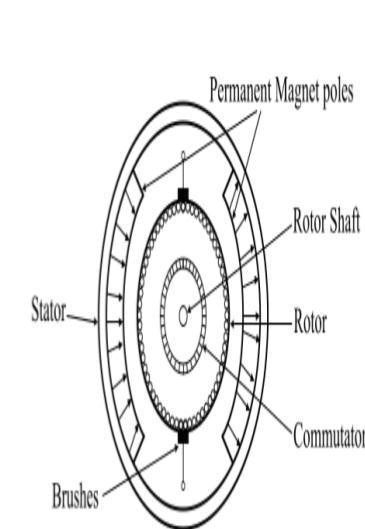 Permanent Magnet poles
Rotor Shaft
Stator
Rotor
Commutator
Brushes